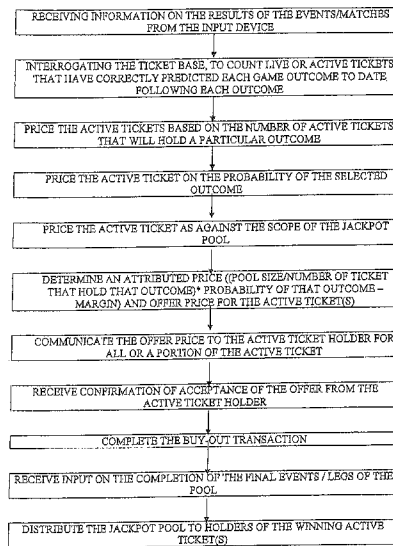 RECEIVING INFORMATION ON THE RESULTS OF THE EVENTS/MATCHES
FROM THE INPUT DEVICE
INTERROGATING THE TICKET BASE, TO COUNT LIVE OR ACTIVE TICKETS
THAT HAVE CORRECTLY PREDICTED EACH GAME OUTCOME TO DATE
FOLLOWING EACH OUTCOME
PRICE THE ACTIVE TICKETS BASED ON THE NUMBER OF ACTIVE TICKETS
THAT WILL HOLD A PARTICULAR OUTCOME
PRICE THE ACTIVE TICKET ON THE PROBABILITY OF THE SELECTED
OUTCOME
PRICE THE ACTIVE TICKET AS AGAINST THE SCOPE OF THE JACKPOT
POOL
DETERMINE AN ATTRIBUTED PRICE ((POOL SIZE/NUMBER OF TICKET
THAT HOLD THAT OUTCOME)* PROBABILITY OF THAT OUTCOME –
MARGIN) AND OFFER PRICE FOR THE ACTIVE TICKET(S)
COMMUNICATE THE OFFER PRICE TO THE ACTIVE TICKET HOLDER FOR
ALL OR A PORTION OF THE ACTIVE TICKET
RECEIVE CONFIRMATION OF ACCEPTANCE OF THE OFFER FROM THE
ACTIVE TICKET HOLDER
COMPLETE THE BUY-OUT TRANSACTION
RECEIVE INPUT ON THE COMPLETION OF THE FINAL EVENTS / LEGS OF THE
POOL
DISTRIBUTE THE JACKPOT POOL TO HOLDERS OF THE WINNING ACTIVE
TICKET(S)